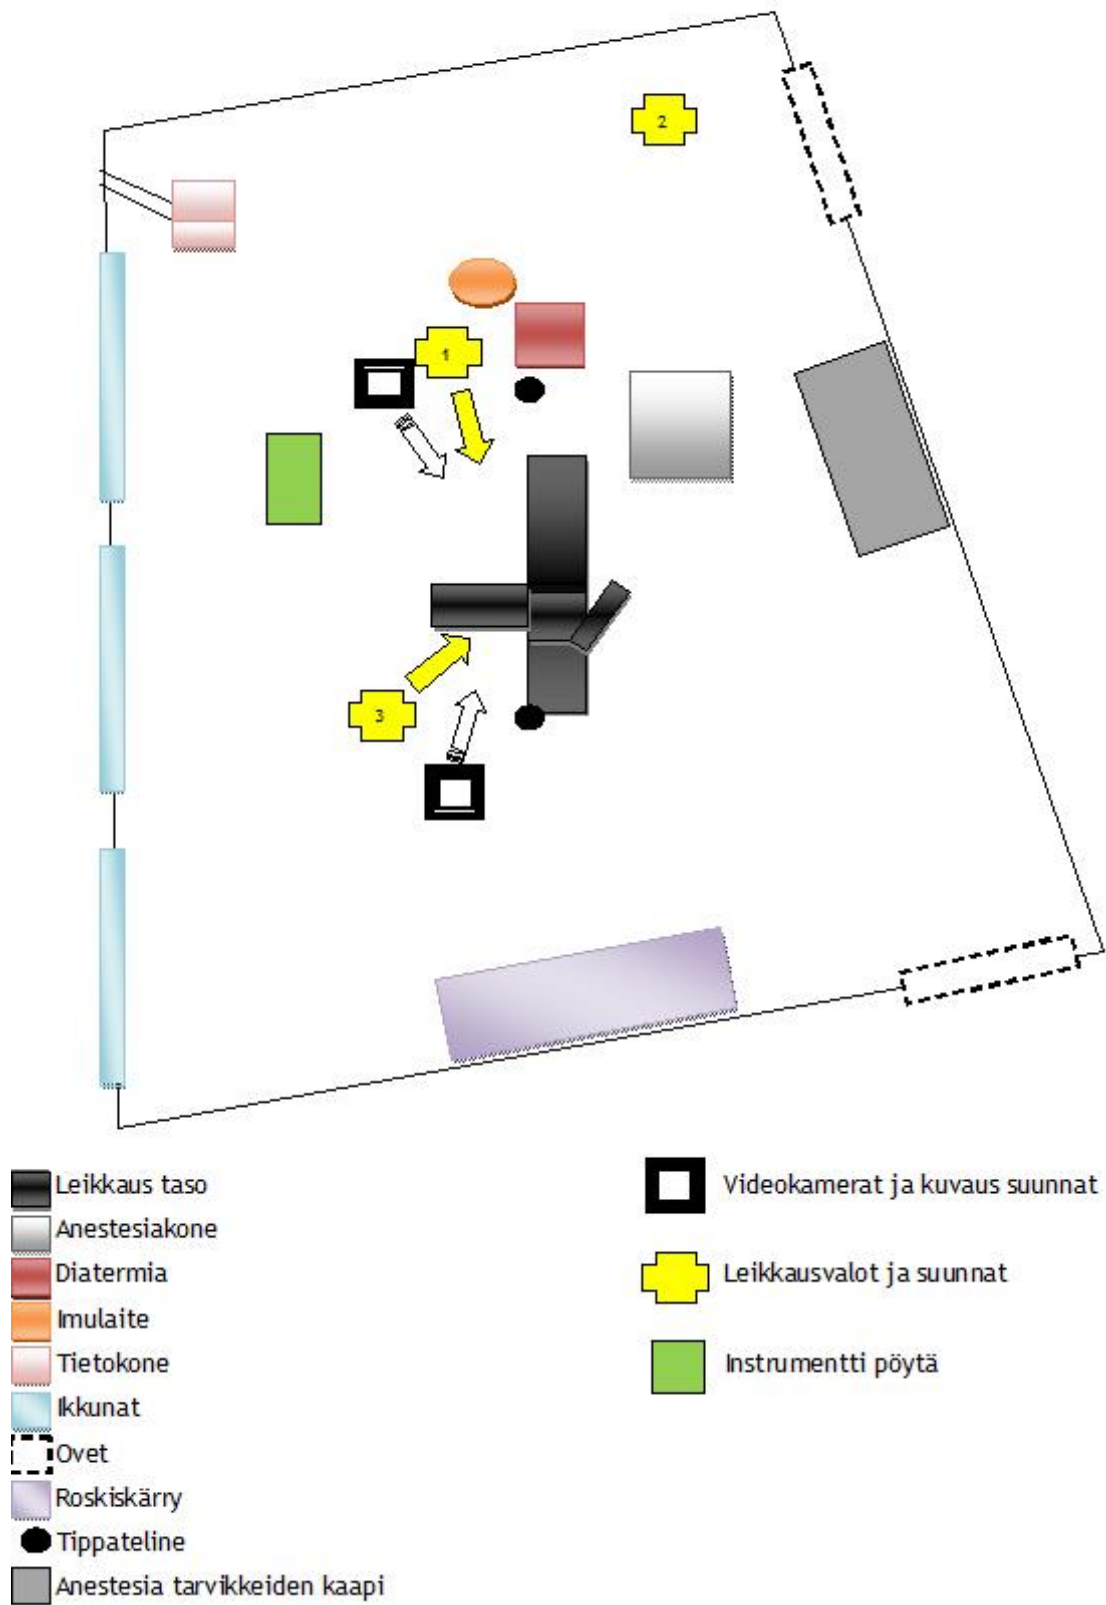 2
1
3
Leikkaus taso
Anestesiakone
Diatermia
Imulaite
Tietokone
Ikkunat
Ovet
Roskiskärry
Tippateline
Anestesia tarvikkeiden kaapi
Videokamerat ja kuvaus suunnat
Leikkausvalot ja suunnat
Instrumentti pöytä